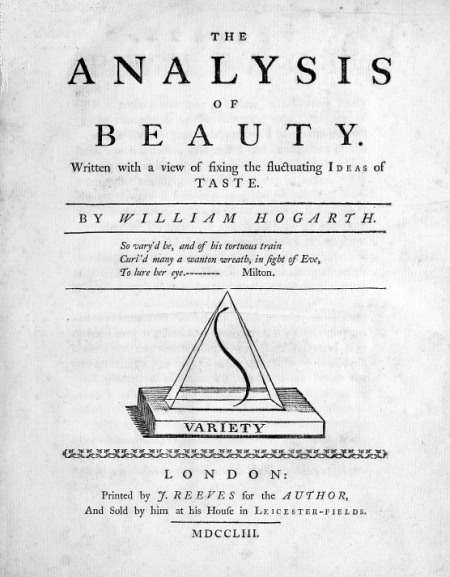 THE
ANALYSIS
OF
BEAUTY.
Written with a view of fixing the fluctuating IDEAS of
TASTE.
BY WILLIAM HOGARTH.
So vary'd he, and of his tortuous train
Curl'd many a wanton wreath, in ſight of Eve,
To lure her eye.-------- Milton.
VARIETY
LONDON:
Printed by J. REEVES for the AUTHOR,
And Sold by him at his Houſe in LEICESTER-FIELDS.
MDCCLIII.